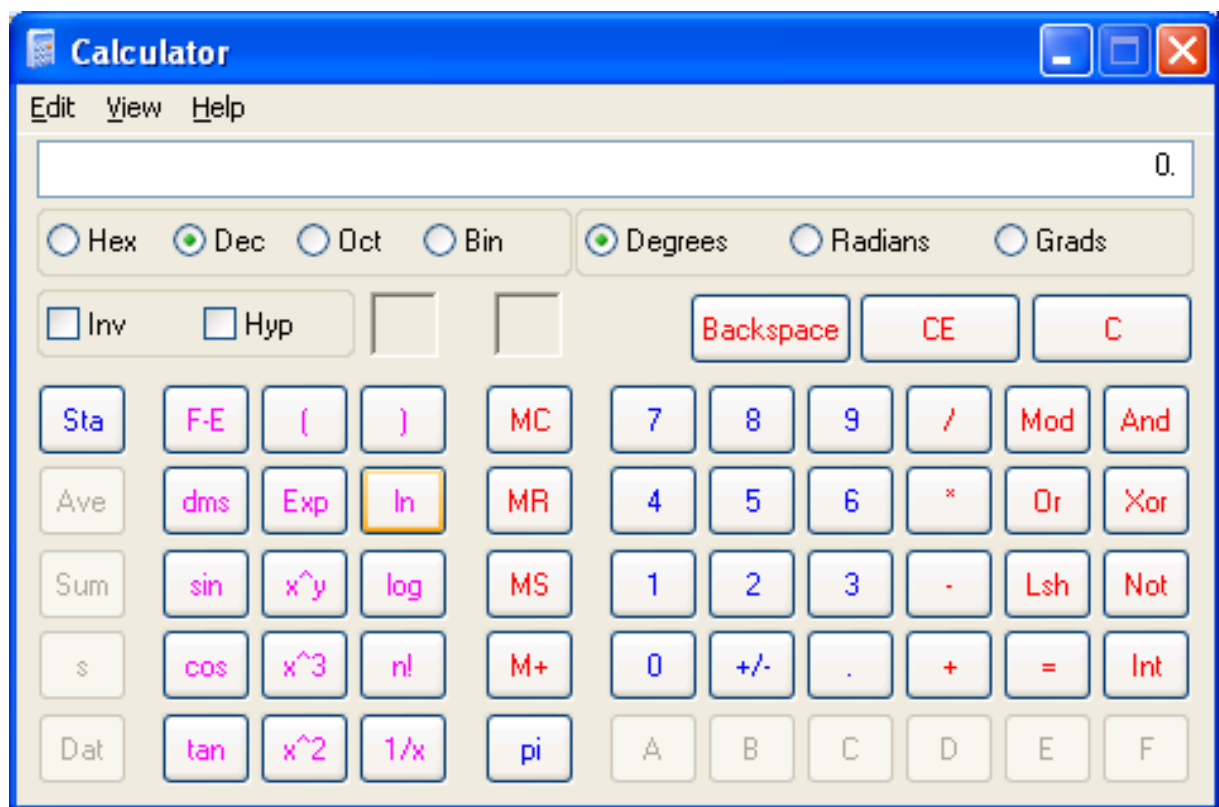 Calculator
Edit View Help
0.
Hex Dec Oct Bin Degrees Radians Grads
Inv Hyp Backspace CE C
Sta F-E ( ) MC 7 8 9 / Mod And
Ave dms Exp ln MR 4 5 6 * Or Xor
Sum sin x^y log MS 1 2 3 - Lsh Not
s cos x^3 n! M+ 0 +/- . + = Int
Dat tan x^2 1/x pi A B C D E F